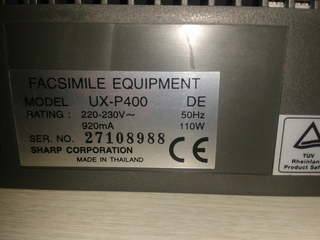 FACSIMILE EQUIPMENT
MODEL UX-P400 DE
RATING : 220-230V~ 50Hz
920mA 110W
SER. NO. 27108988
SHARP CORPORATION
MADE IN THAILAND
CE
TÜV
Rheinland
Product Safety